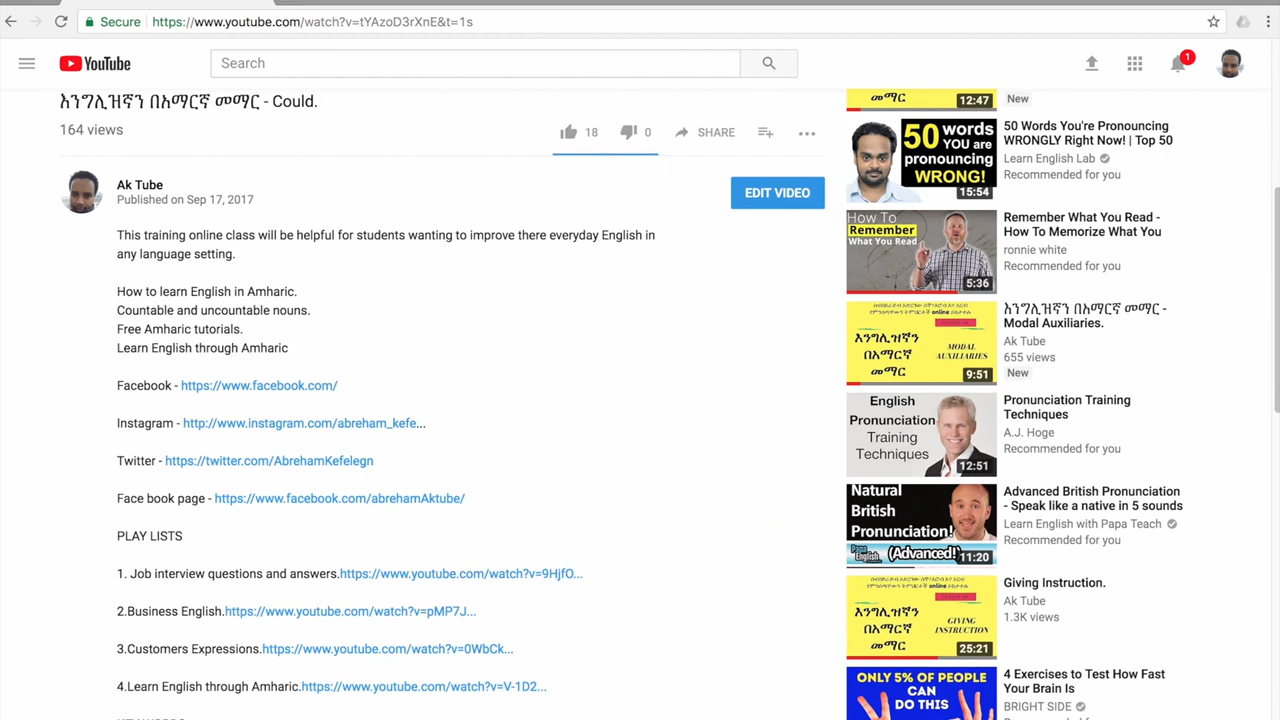 Secure
https://www.youtube.com/watch?v=tYAzoD3rXnE&t=1s
YouTube
Search
1
እንግሊዝኛን በአማርኛ መማር - Could.
164 views
18
0
SHARE
Ak Tube
Published on Sep 17, 2017
EDIT VIDEO
This training online class will be helpful for students wanting to improve there everyday English in
any language setting.
How to learn English in Amharic.
Countable and uncountable nouns.
Free Amharic tutorials.
Learn English through Amharic
Facebook - https://www.facebook.com/
Instagram - http://www.instagram.com/abreham_kefe...
Twitter - https://twitter.com/AbrehamKefelegn
Face book page - https://www.facebook.com/abrehamAktube/
PLAY LISTS
1. Job interview questions and answers.https://www.youtube.com/watch?v=9HjfO...
2.Business English.https://www.youtube.com/watch?v=pMP7J...
3.Customers Expressions.https://www.youtube.com/watch?v=0WbCk...
4.Learn English through Amharic.https://www.youtube.com/watch?v=V-1D2...
መማር
12:47
New
50 words
YOU are
pronouncing
WRONG!
15:54
50 Words You're Pronouncing
WRONGLY Right Now! | Top 50
Learn English Lab
Recommended for you
How To
Remember
What You Read
5:36
Remember What You Read -
How To Memorize What You
ronnie white
Recommended for you
እንግሊዝኛን
በአማርኛ
መማር
MODAL
AUXILIARIES
9:51
እንግሊዝኛን በአማርኛ መማር -
Modal Auxiliaries.
Ak Tube
655 views
New
English
Pronunciation
Training
Techniques
12:51
Pronunciation Training
Techniques
A.J. Hoge
Recommended for you
Natural
British
Pronunciation!
Papa
English
(Advanced!)
11:20
Advanced British Pronunciation
- Speak like a native in 5 sounds
Learn English with Papa Teach
Recommended for you
እንግሊዝኛን
በአማርኛ
መማር
GIVING
INSTRUCTION
25:21
Giving Instruction.
Ak Tube
1.3K views
ONLY 5% OF PEOPLE
CAN
DO THIS
4 Exercises to Test How Fast
Your Brain Is
BRIGHT SIDE